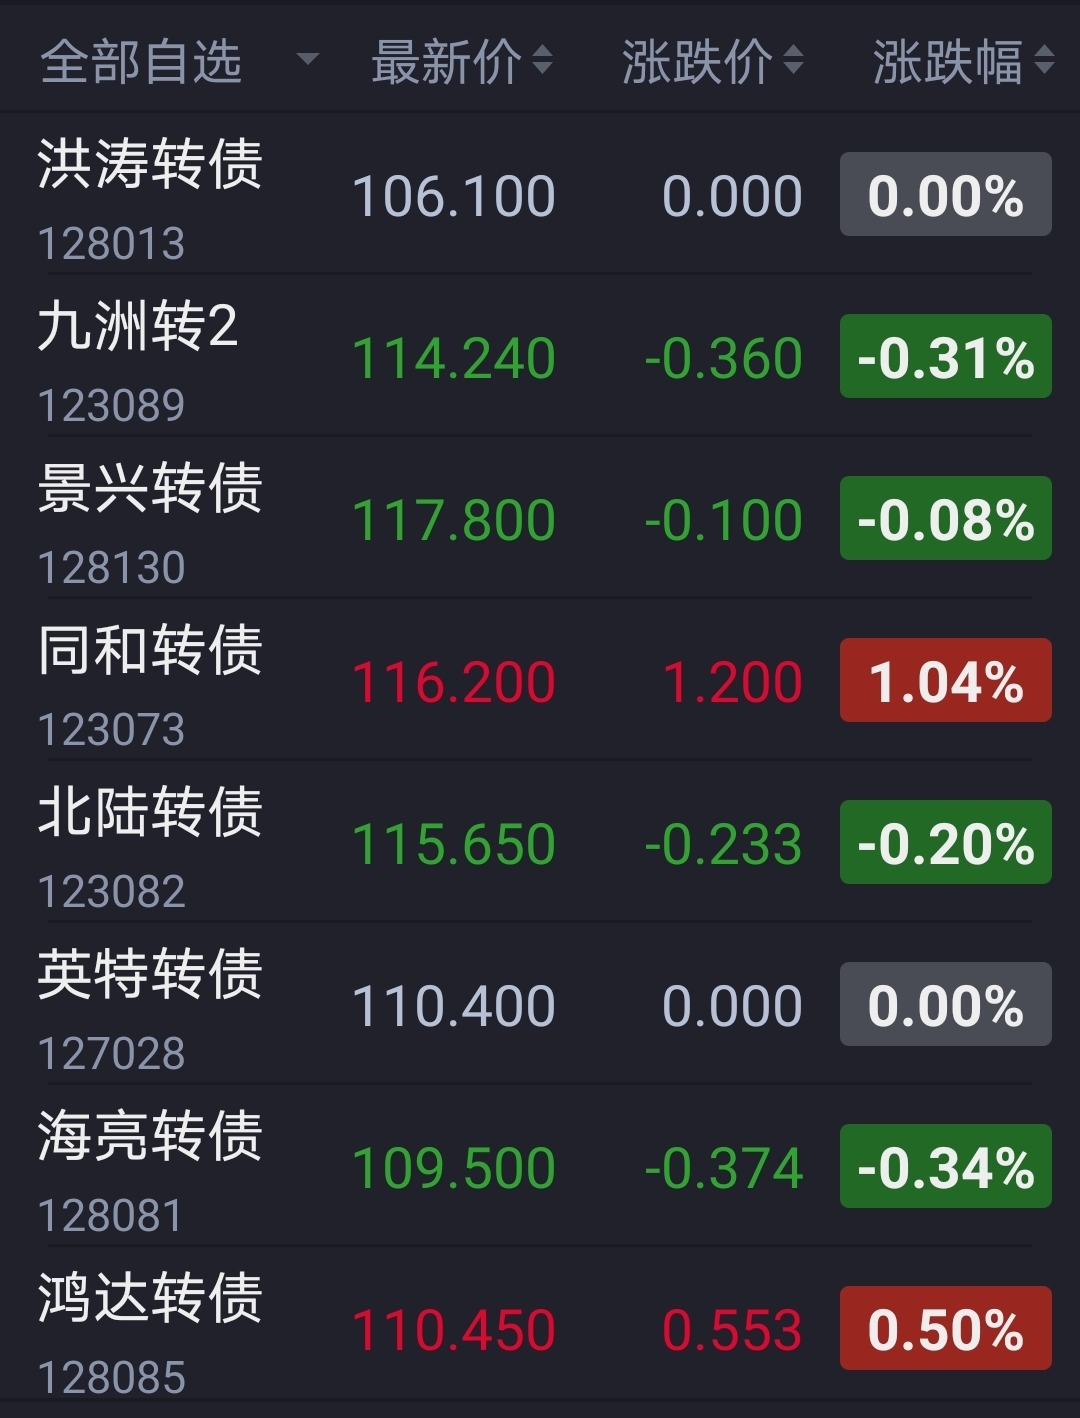 全部自选 最新价 涨跌价 涨跌幅
洪涛转债 106.100 0.000 0.00%
128013
九洲转2 114.240 -0.360 -0.31%
123089
景兴转债 117.800 -0.100 -0.08%
128130
同和转债 116.200 1.200 1.04%
123073
北陆转债 115.650 -0.233 -0.20%
123082
英特转债 110.400 0.000 0.00%
127028
海亮转债 109.500 -0.374 -0.34%
128081
鸿达转债 110.450 0.553 0.50%
128085